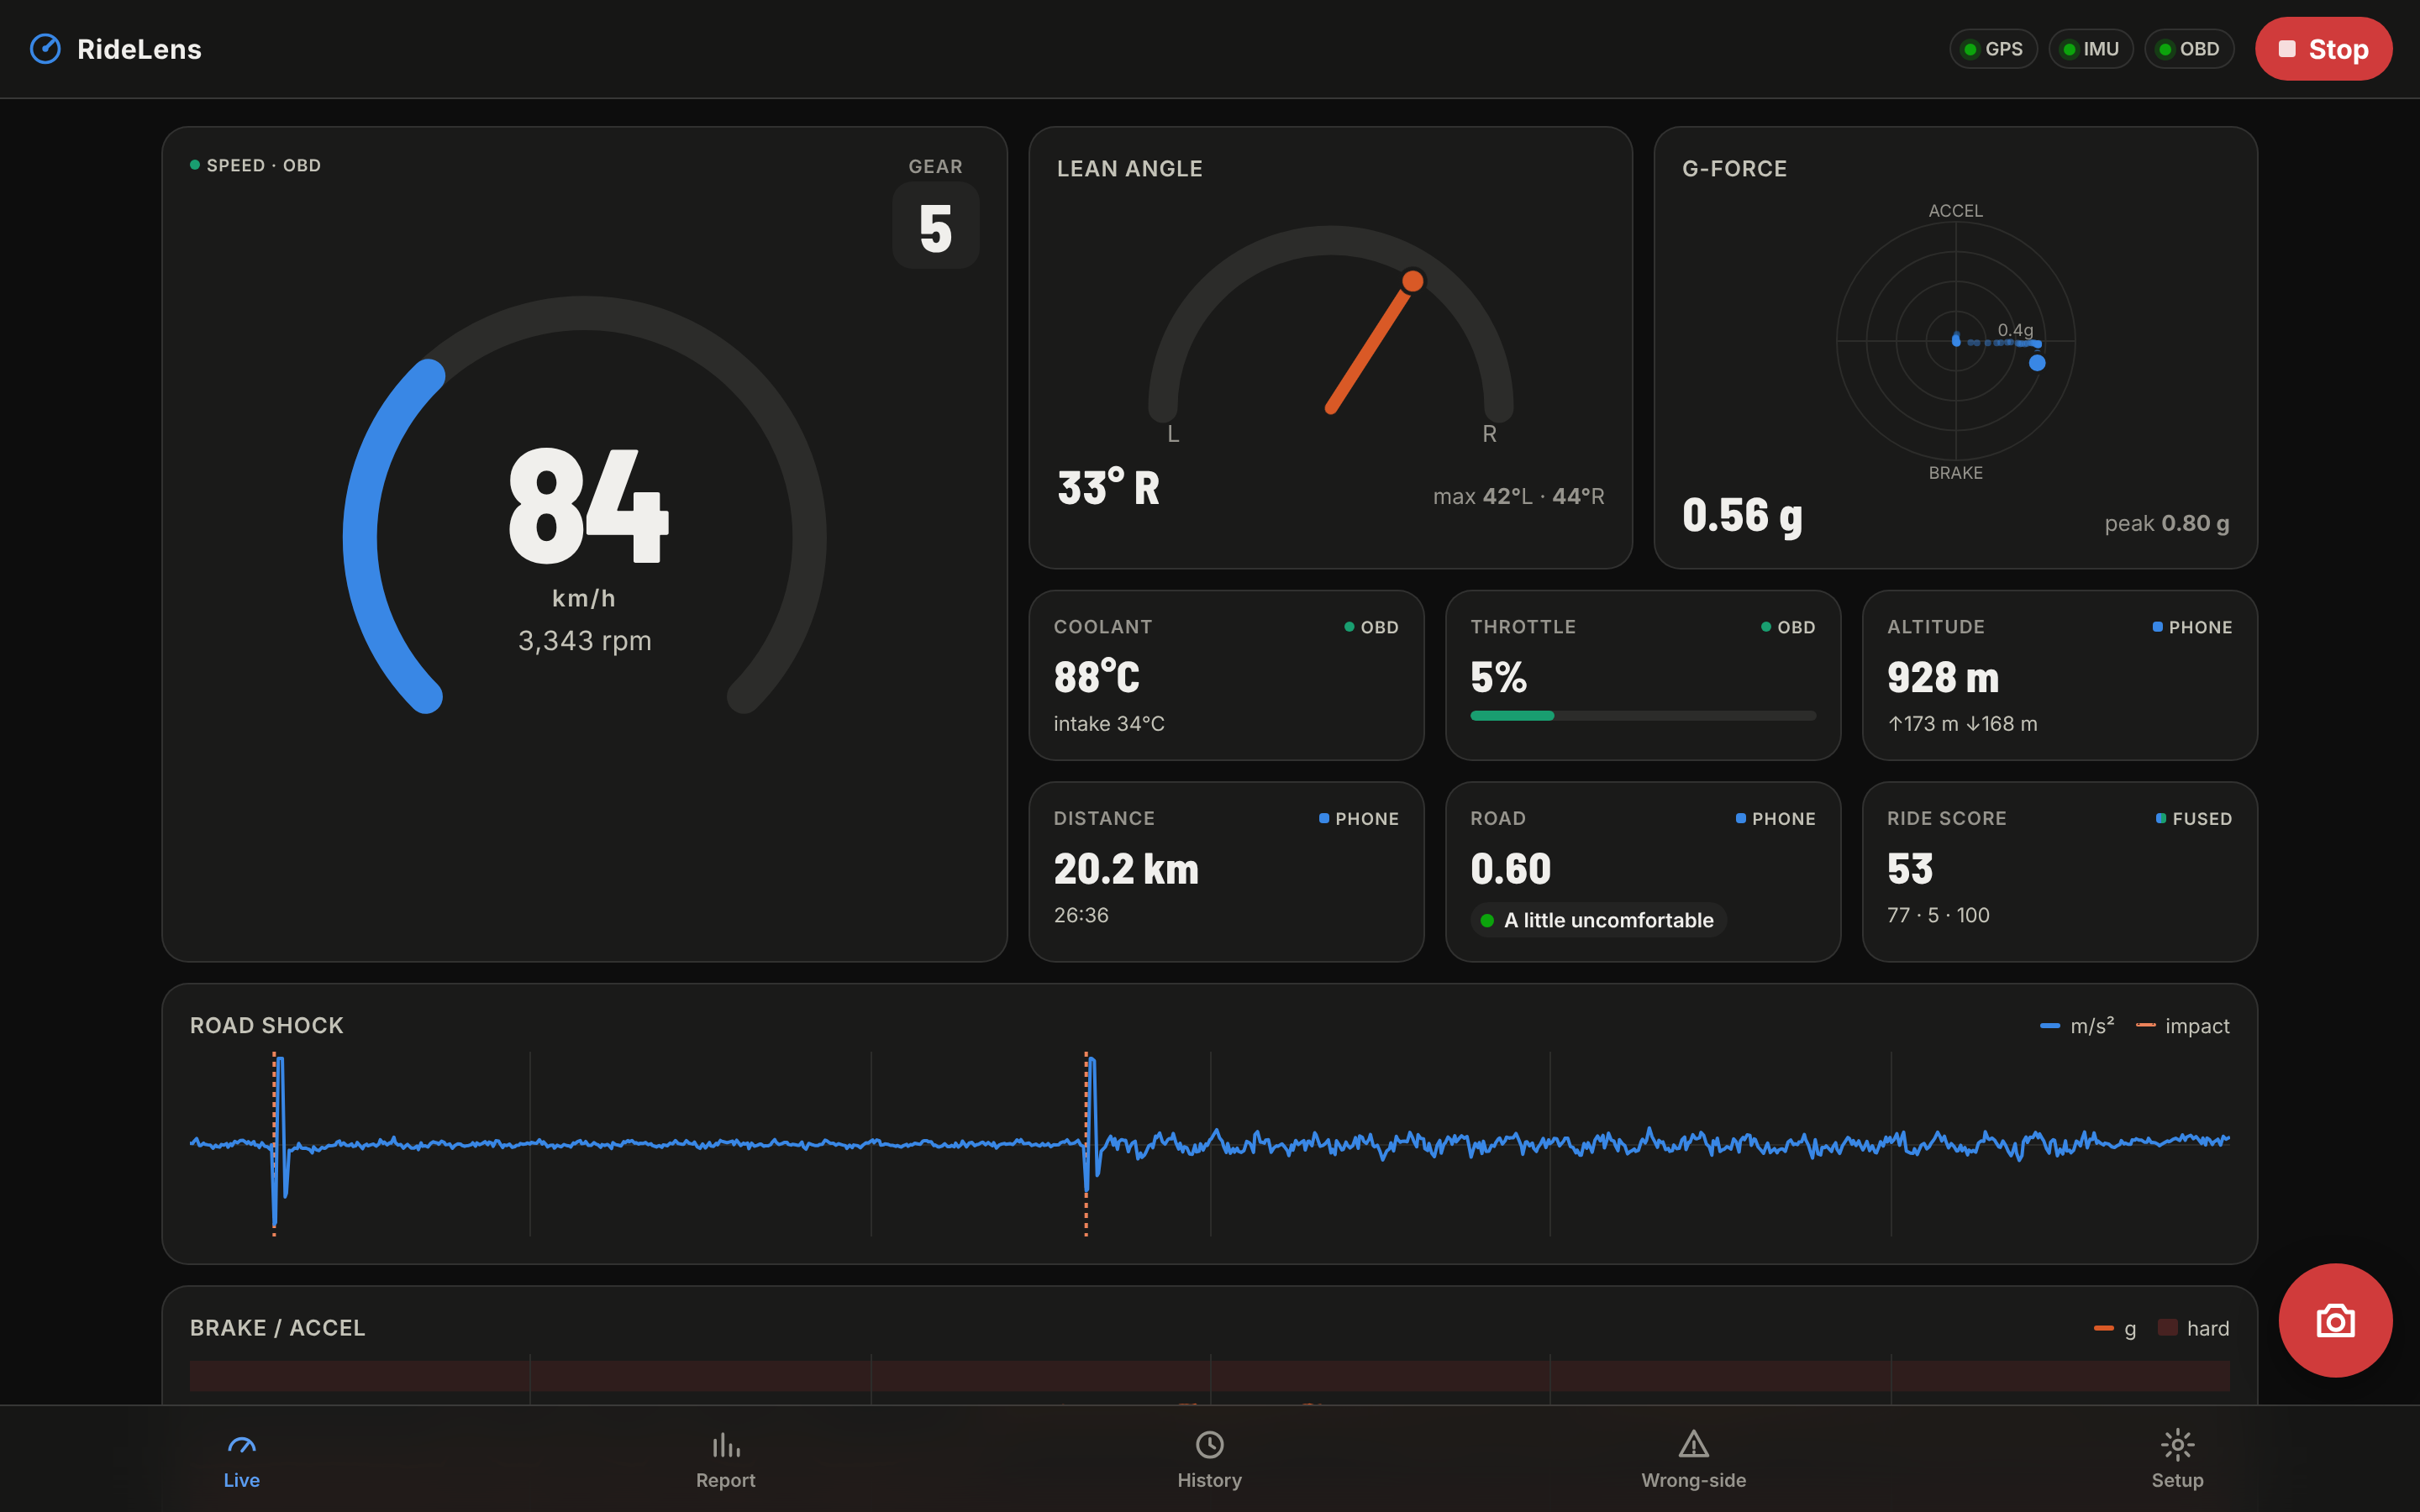 RideLens
GPS
IMU
OBD
Stop
SPEED · OBD
GEAR
5
84
km/h
3,343 rpm
LEAN ANGLE
L
R
33° R
max 42°L · 44°R
G-FORCE
ACCEL
0.4g
BRAKE
0.56 g
peak 0.80 g
COOLANT
OBD
88°C
intake 34°C
THROTTLE
OBD
5%
ALTITUDE
PHONE
928 m
↑173 m ↓168 m
DISTANCE
PHONE
20.2 km
26:36
ROAD
PHONE
0.60
A little uncomfortable
RIDE SCORE
FUSED
53
77 · 5 · 100
ROAD SHOCK
m/s²
impact
BRAKE / ACCEL
g
hard
Live
Report
History
Wrong-side
Setup